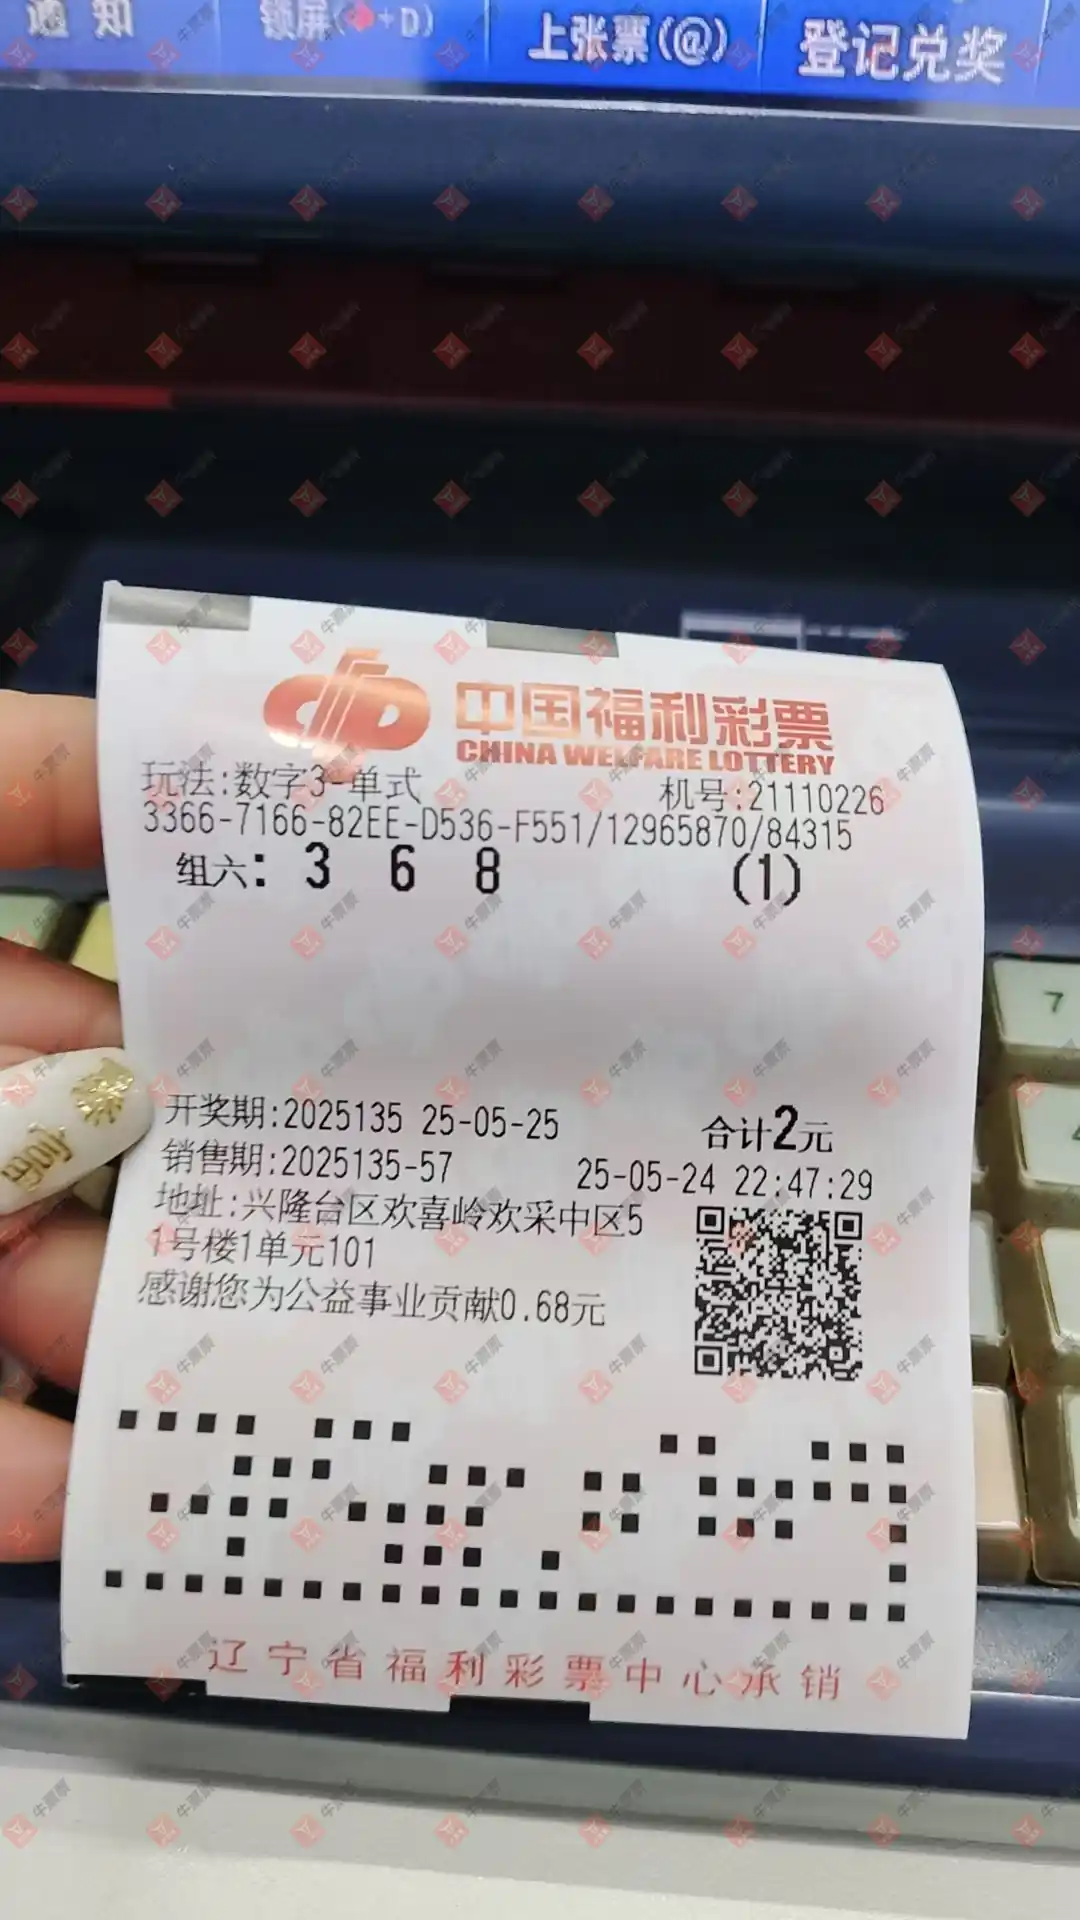 通 知
锁屏(+D)
上张票(@)
登记兑奖
中国福利彩票
CHINA WELFARE LOTTERY
玩法:数字3-单式
机号:21110226
3366-7166-82EE-D536-F551/12965870/84315
组六: 3 6 8 (1)
开奖期:2025135 25-05-25
合计2元
销售期:2025135-57 25-05-24 22:47:29
地址:兴隆台区欢喜岭欢采中区5
1号楼1单元101
感谢您为公益事业贡献0.68元
辽宁省福利彩票中心承销
7
牛票票